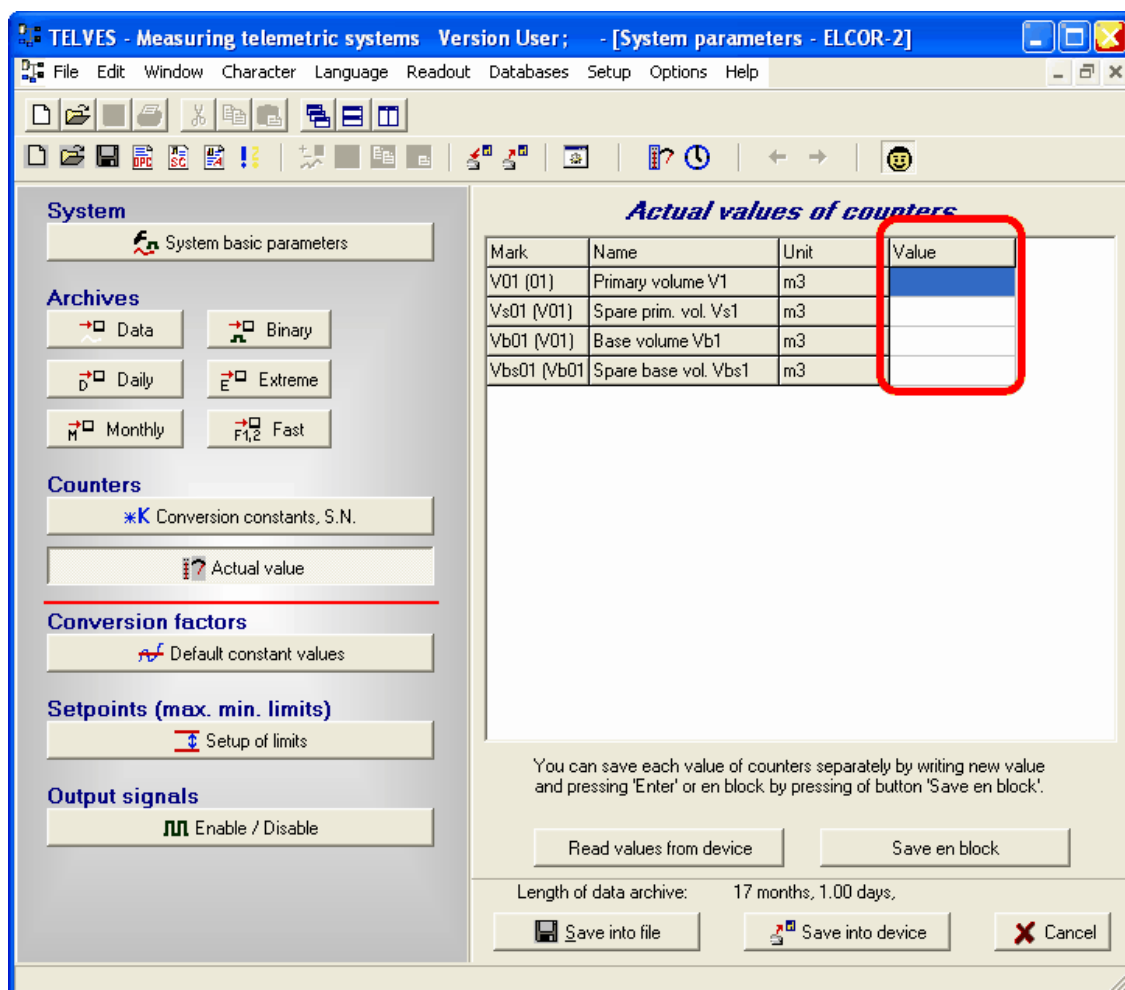 TELVES - Measuring telemetric systems Version User; - [System parameters - ELCOR-2]
File Edit Window Character Language Readout Databases Setup Options Help
OPC SC
System
System basic parameters
Archives
Data Binary
D Daily E Extreme
M Monthly F1,2 Fast
Counters
*K Conversion constants, S.N.
Actual value
Conversion factors
Default constant values
Setpoints (max. min. limits)
Setup of limits
Output signals
Enable / Disable
Actual values of counters
Mark Name Unit Value
V01 (01) Primary volume V1 m3
Vs01 (V01) Spare prim. vol. Vs1 m3
Vb01 (V01) Base volume Vb1 m3
Vbs01 (Vb01 Spare base vol. Vbs1 m3
You can save each value of counters separately by writing new value
and pressing 'Enter' or en block by pressing of button 'Save en block'.
Read values from device Save en block
Length of data archive: 17 months, 1.00 days,
Save into file Save into device Cancel